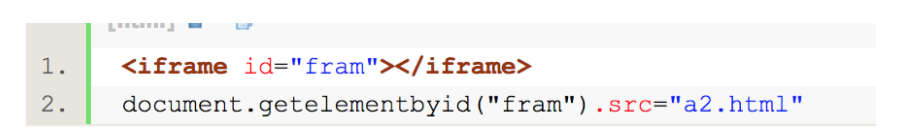 1. <iframe id="fram"></iframe>
2. document.getelementbyid("fram").src="a2.html"